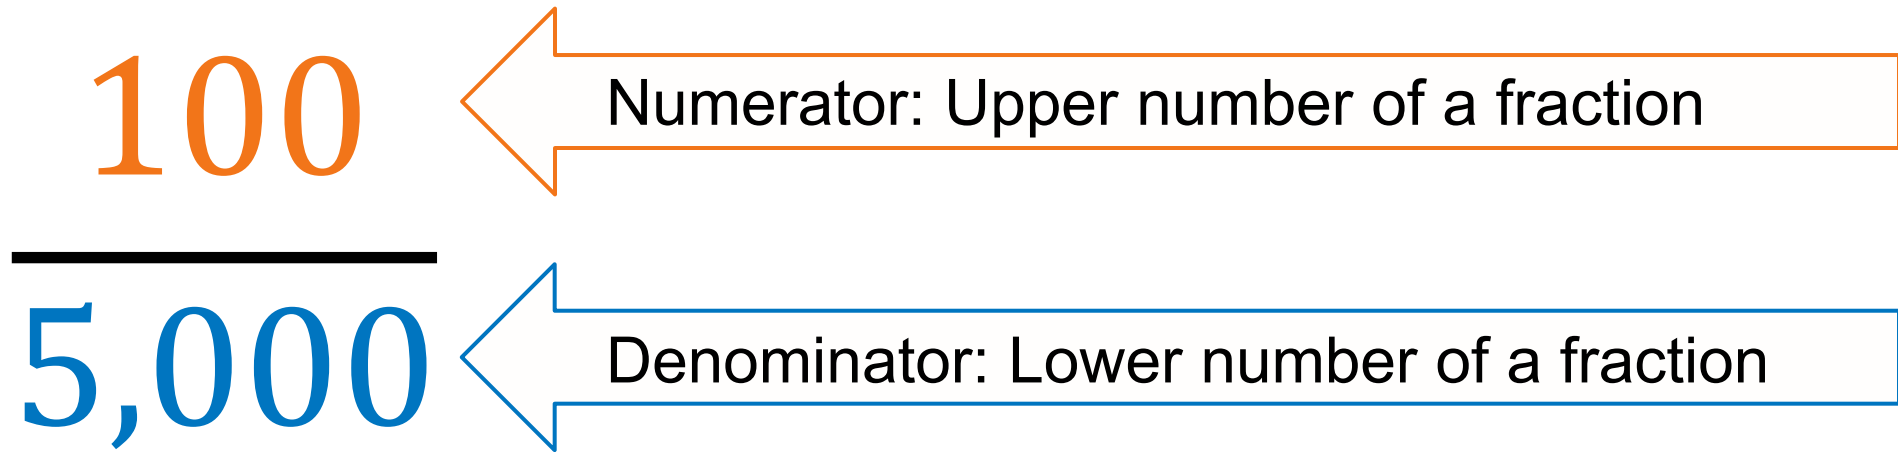 100
Numerator: Upper number of a fraction
5,000
Denominator: Lower number of a fraction